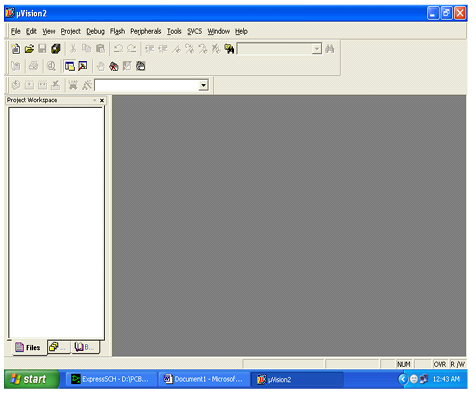 µVision2
File Edit View Project Debug Flash Peripherals Tools SVCS Window Help
Project Workspace
Files ... B...
NUM OVR R/W
start ExpressSCH - D:\PCB... Document1 - Microsof... µVision2 12:43 AM